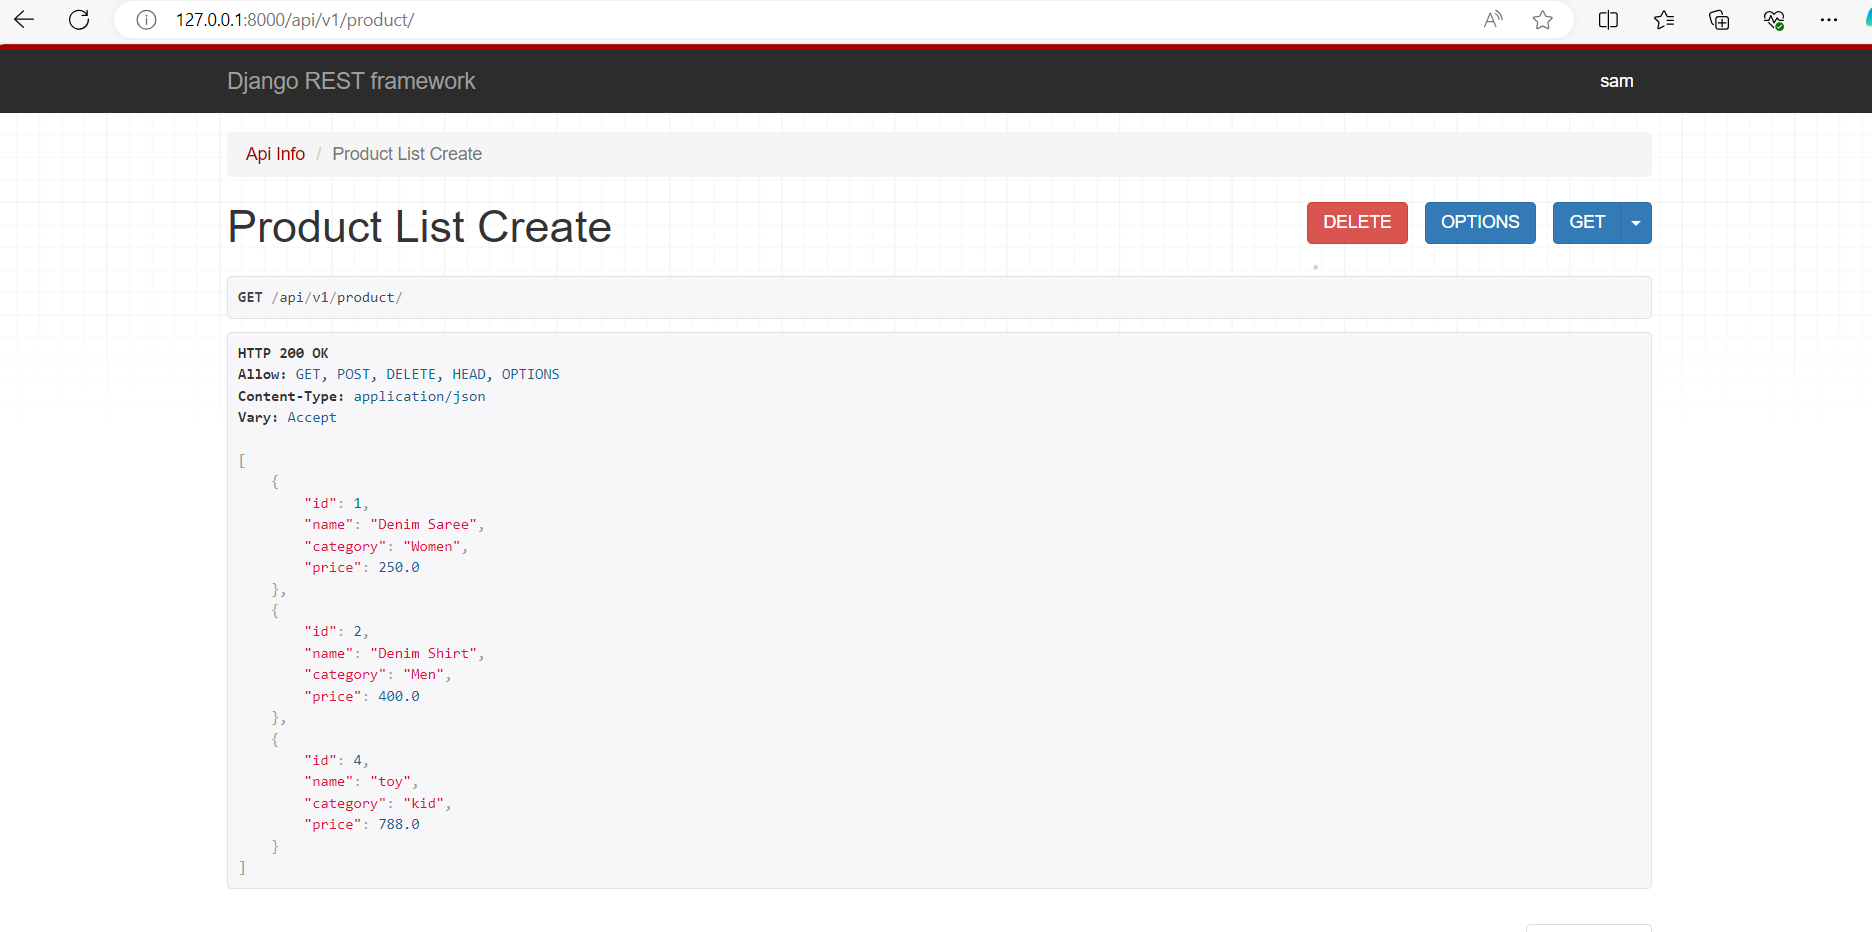 127.0.0.1:8000/api/v1/product/
Django REST framework
sam
Api Info / Product List Create
Product List Create
DELETE
OPTIONS
GET
GET /api/v1/product/
HTTP 200 OK
Allow: GET, POST, DELETE, HEAD, OPTIONS
Content-Type: application/json
Vary: Accept
[
    {
        "id": 1,
        "name": "Denim Saree",
        "category": "Women",
        "price": 250.0
    },
    {
        "id": 2,
        "name": "Denim Shirt",
        "category": "Men",
        "price": 400.0
    },
    {
        "id": 4,
        "name": "toy",
        "category": "kid",
        "price": 788.0
    }
]